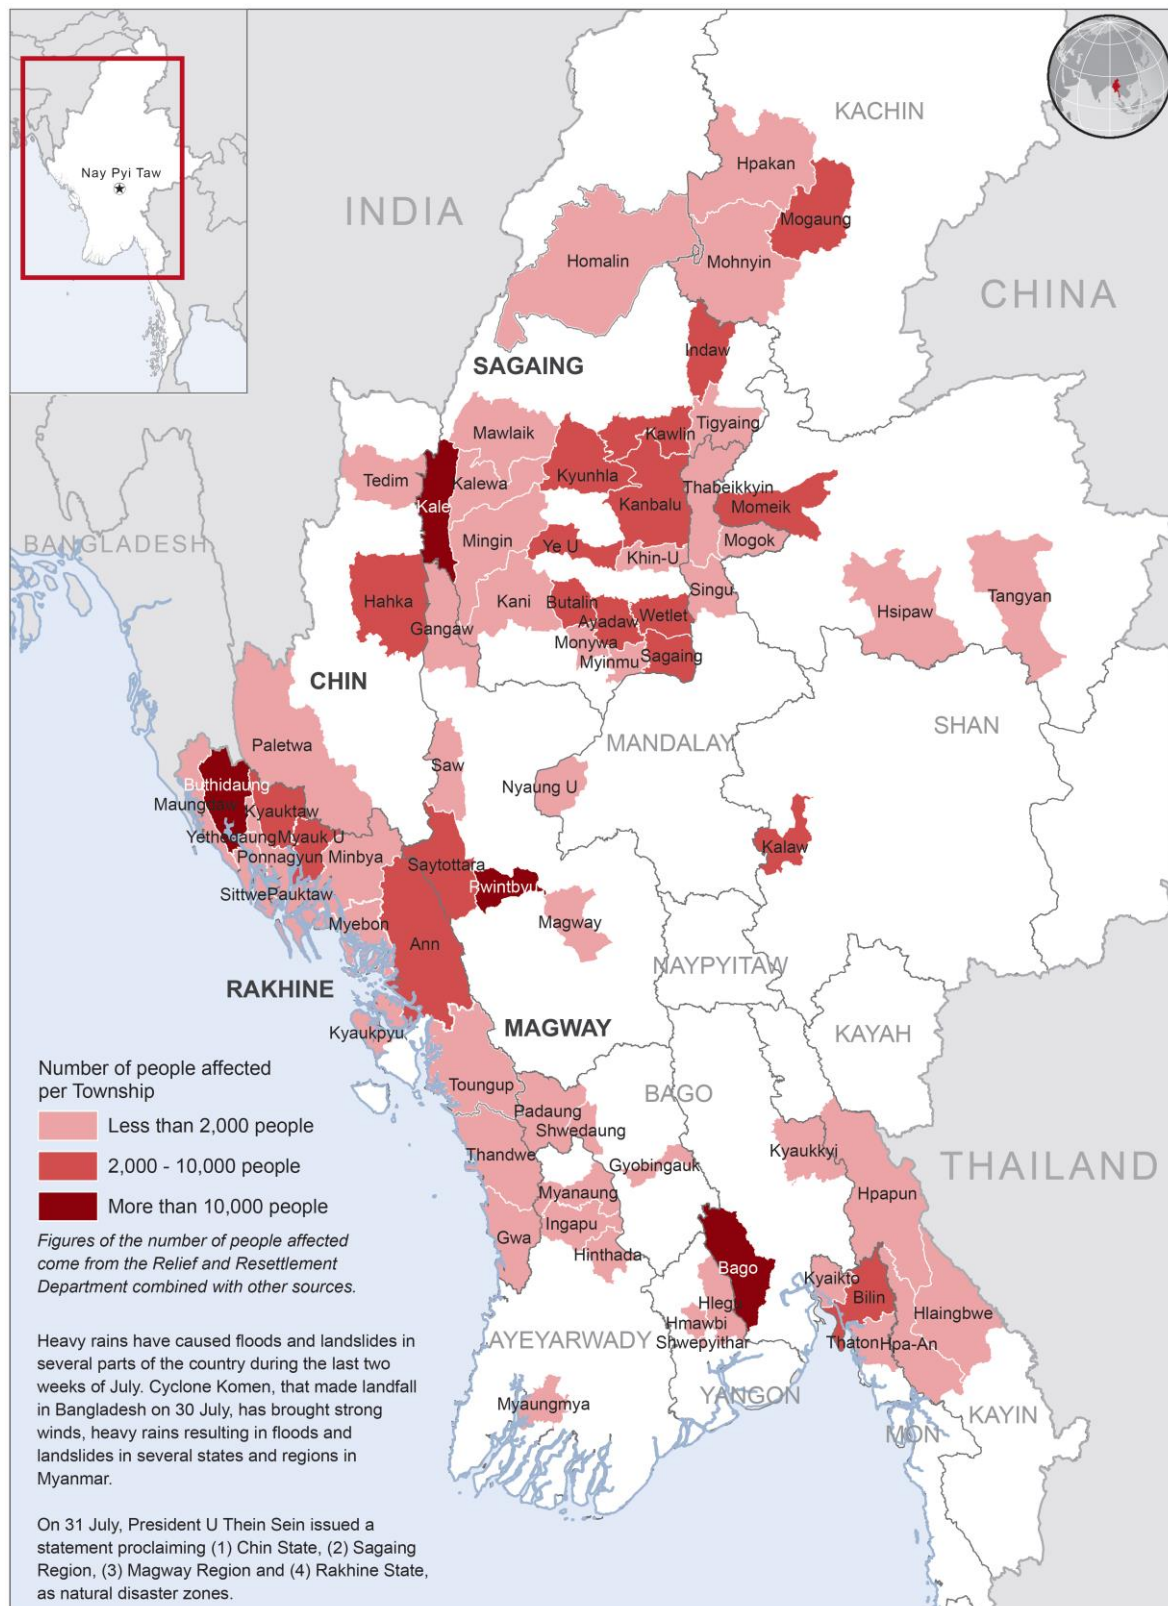 Nay Pyi Taw
KACHIN
Hpakan
INDIA
Mogaung
Homalin
Mohnyin
CHINA
Indaw
SAGAING
Tigyaing
Mawlaik
Kawlin
Tedim
Kalewa
Kyunhla
Thabeikkyin
Kale
Kanbalu
Momeik
BANGLADESH
Mingin
Ye U
Khin-U
Mogok
Hahka
Kani
Butalin
Singu
Hsipaw
Tangyan
Gangaw
Ayadaw
Wetlet
Monywa
Myinmu
Sagaing
CHIN
SHAN
Paletwa
MANDALAY
Saw
Nyaung U
Buthidaung
Maungdaw
Kyauktaw
Yethedaung
Myauk U
Kalaw
Ponnagyun
Minbya
Saytottara
Sittwe
Pauktaw
Rwintbyu
Myebon
Magway
Ann
NAYPYITAW
RAKHINE
MAGWAY
KAYAH
Kyaukpyu
Toungup
BAGO
Padaung
Shwedaung
Thandwe
Gyobingauk
Kyaukkyi
THAILAND
Myanaung
Hpapun
Gwa
Ingapu
Hinthada
Bago
Kyaikto
Bilin
Hlegu
Hlaingbwe
Hmawbi
AYEYARWADY
Shwepyithar
Thaton
Hpa-An
Myaungmya
YANGON
KAYIN
MON
Number of people affected
per Township
Less than 2,000 people
2,000 - 10,000 people
More than 10,000 people
Figures of the number of people affected
come from the Relief and Resettlement
Department combined with other sources.
Heavy rains have caused floods and landslides in
several parts of the country during the last two
weeks of July. Cyclone Komen, that made landfall
in Bangladesh on 30 July, has brought strong
winds, heavy rains resulting in floods and
landslides in several states and regions in
Myanmar.
On 31 July, President U Thein Sein issued a
statement proclaiming (1) Chin State, (2) Sagaing
Region, (3) Magway Region and (4) Rakhine State,
as natural disaster zones.